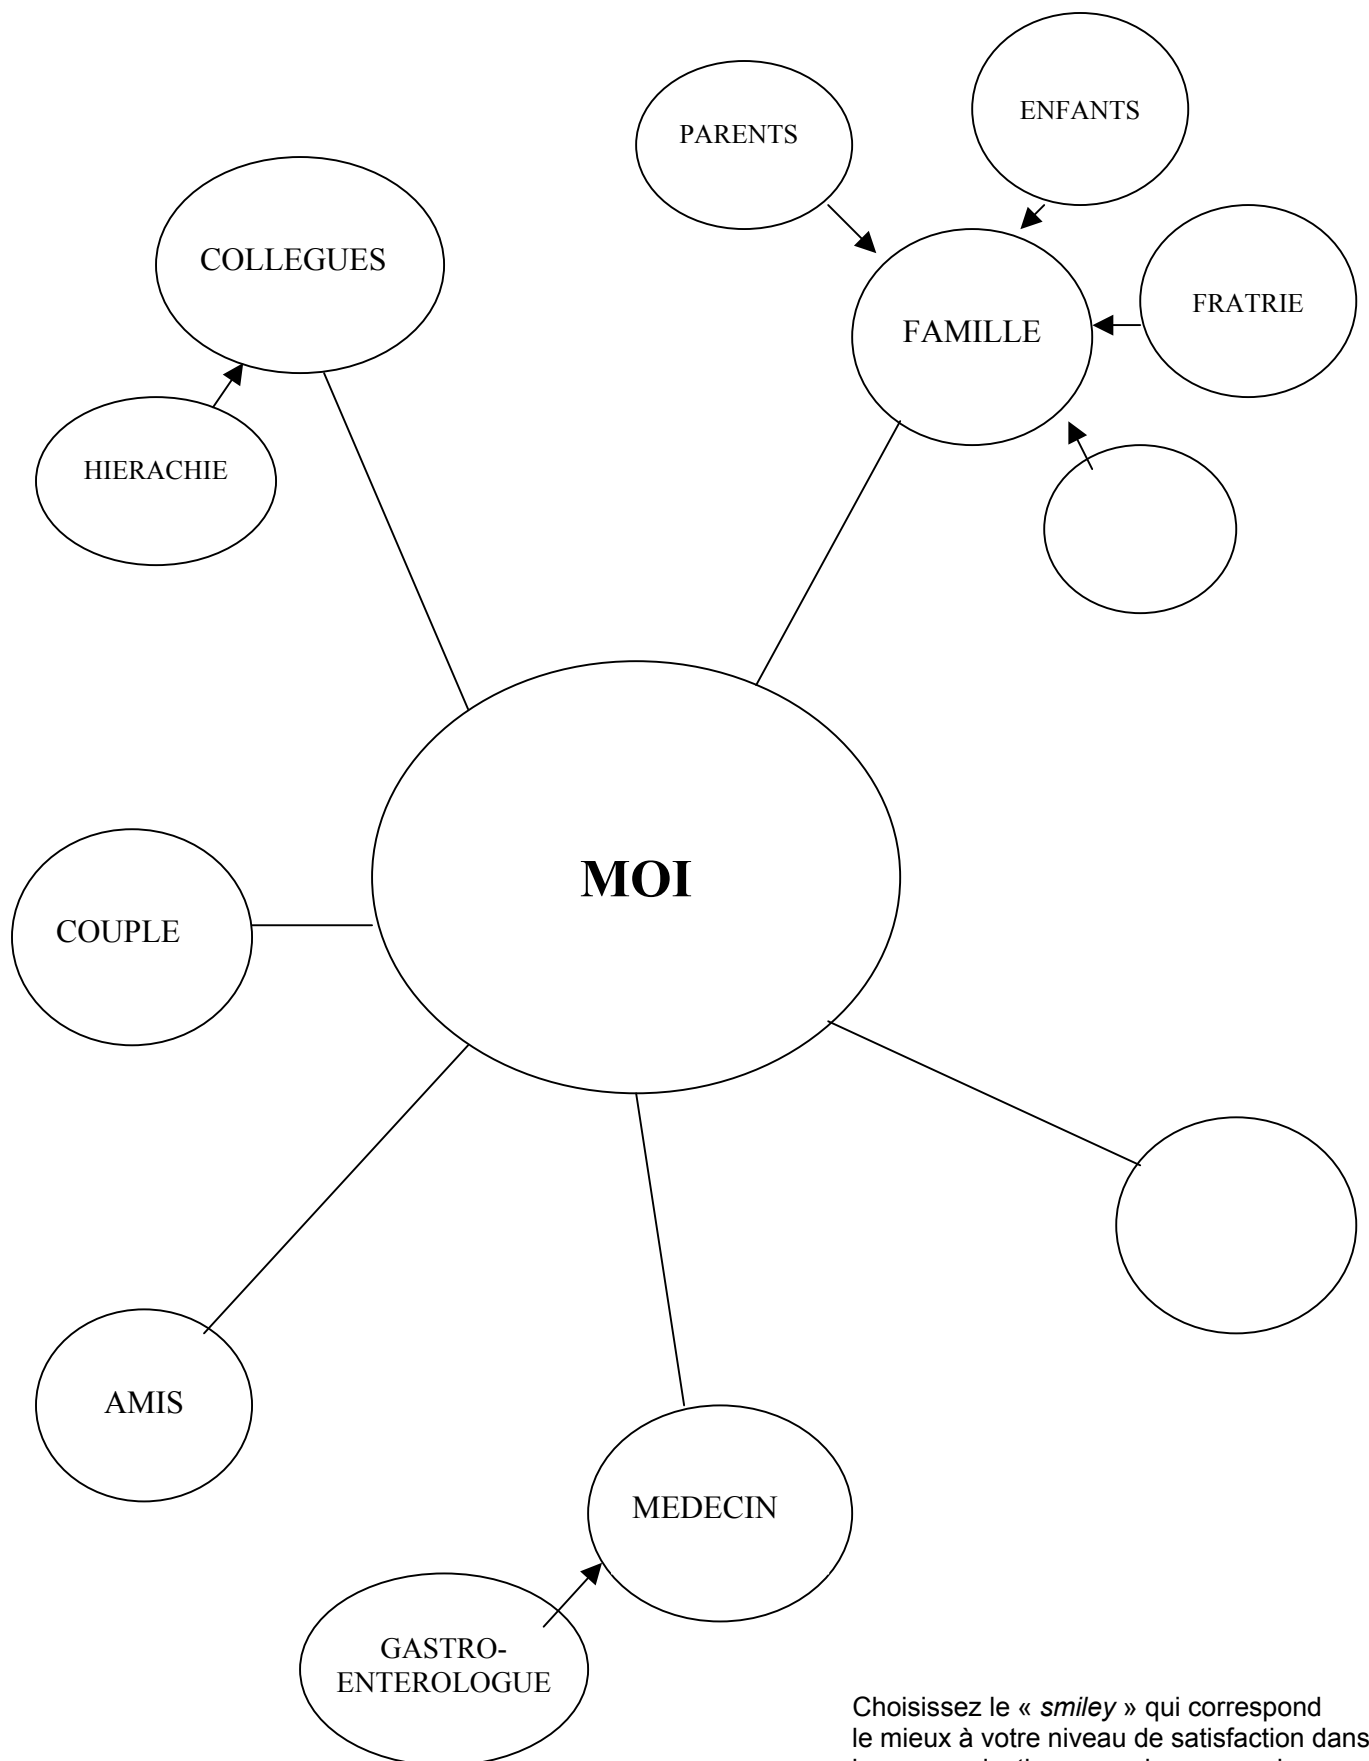 ENFANTS
PARENTS
COLLEGUES
FRATRIE
FAMILLE
HIERACHIE
MOI
COUPLE
AMIS
MEDECIN
GASTRO-
ENTEROLOGUE
Choisissez le « smiley » qui correspond
le mieux à votre niveau de satisfaction dans